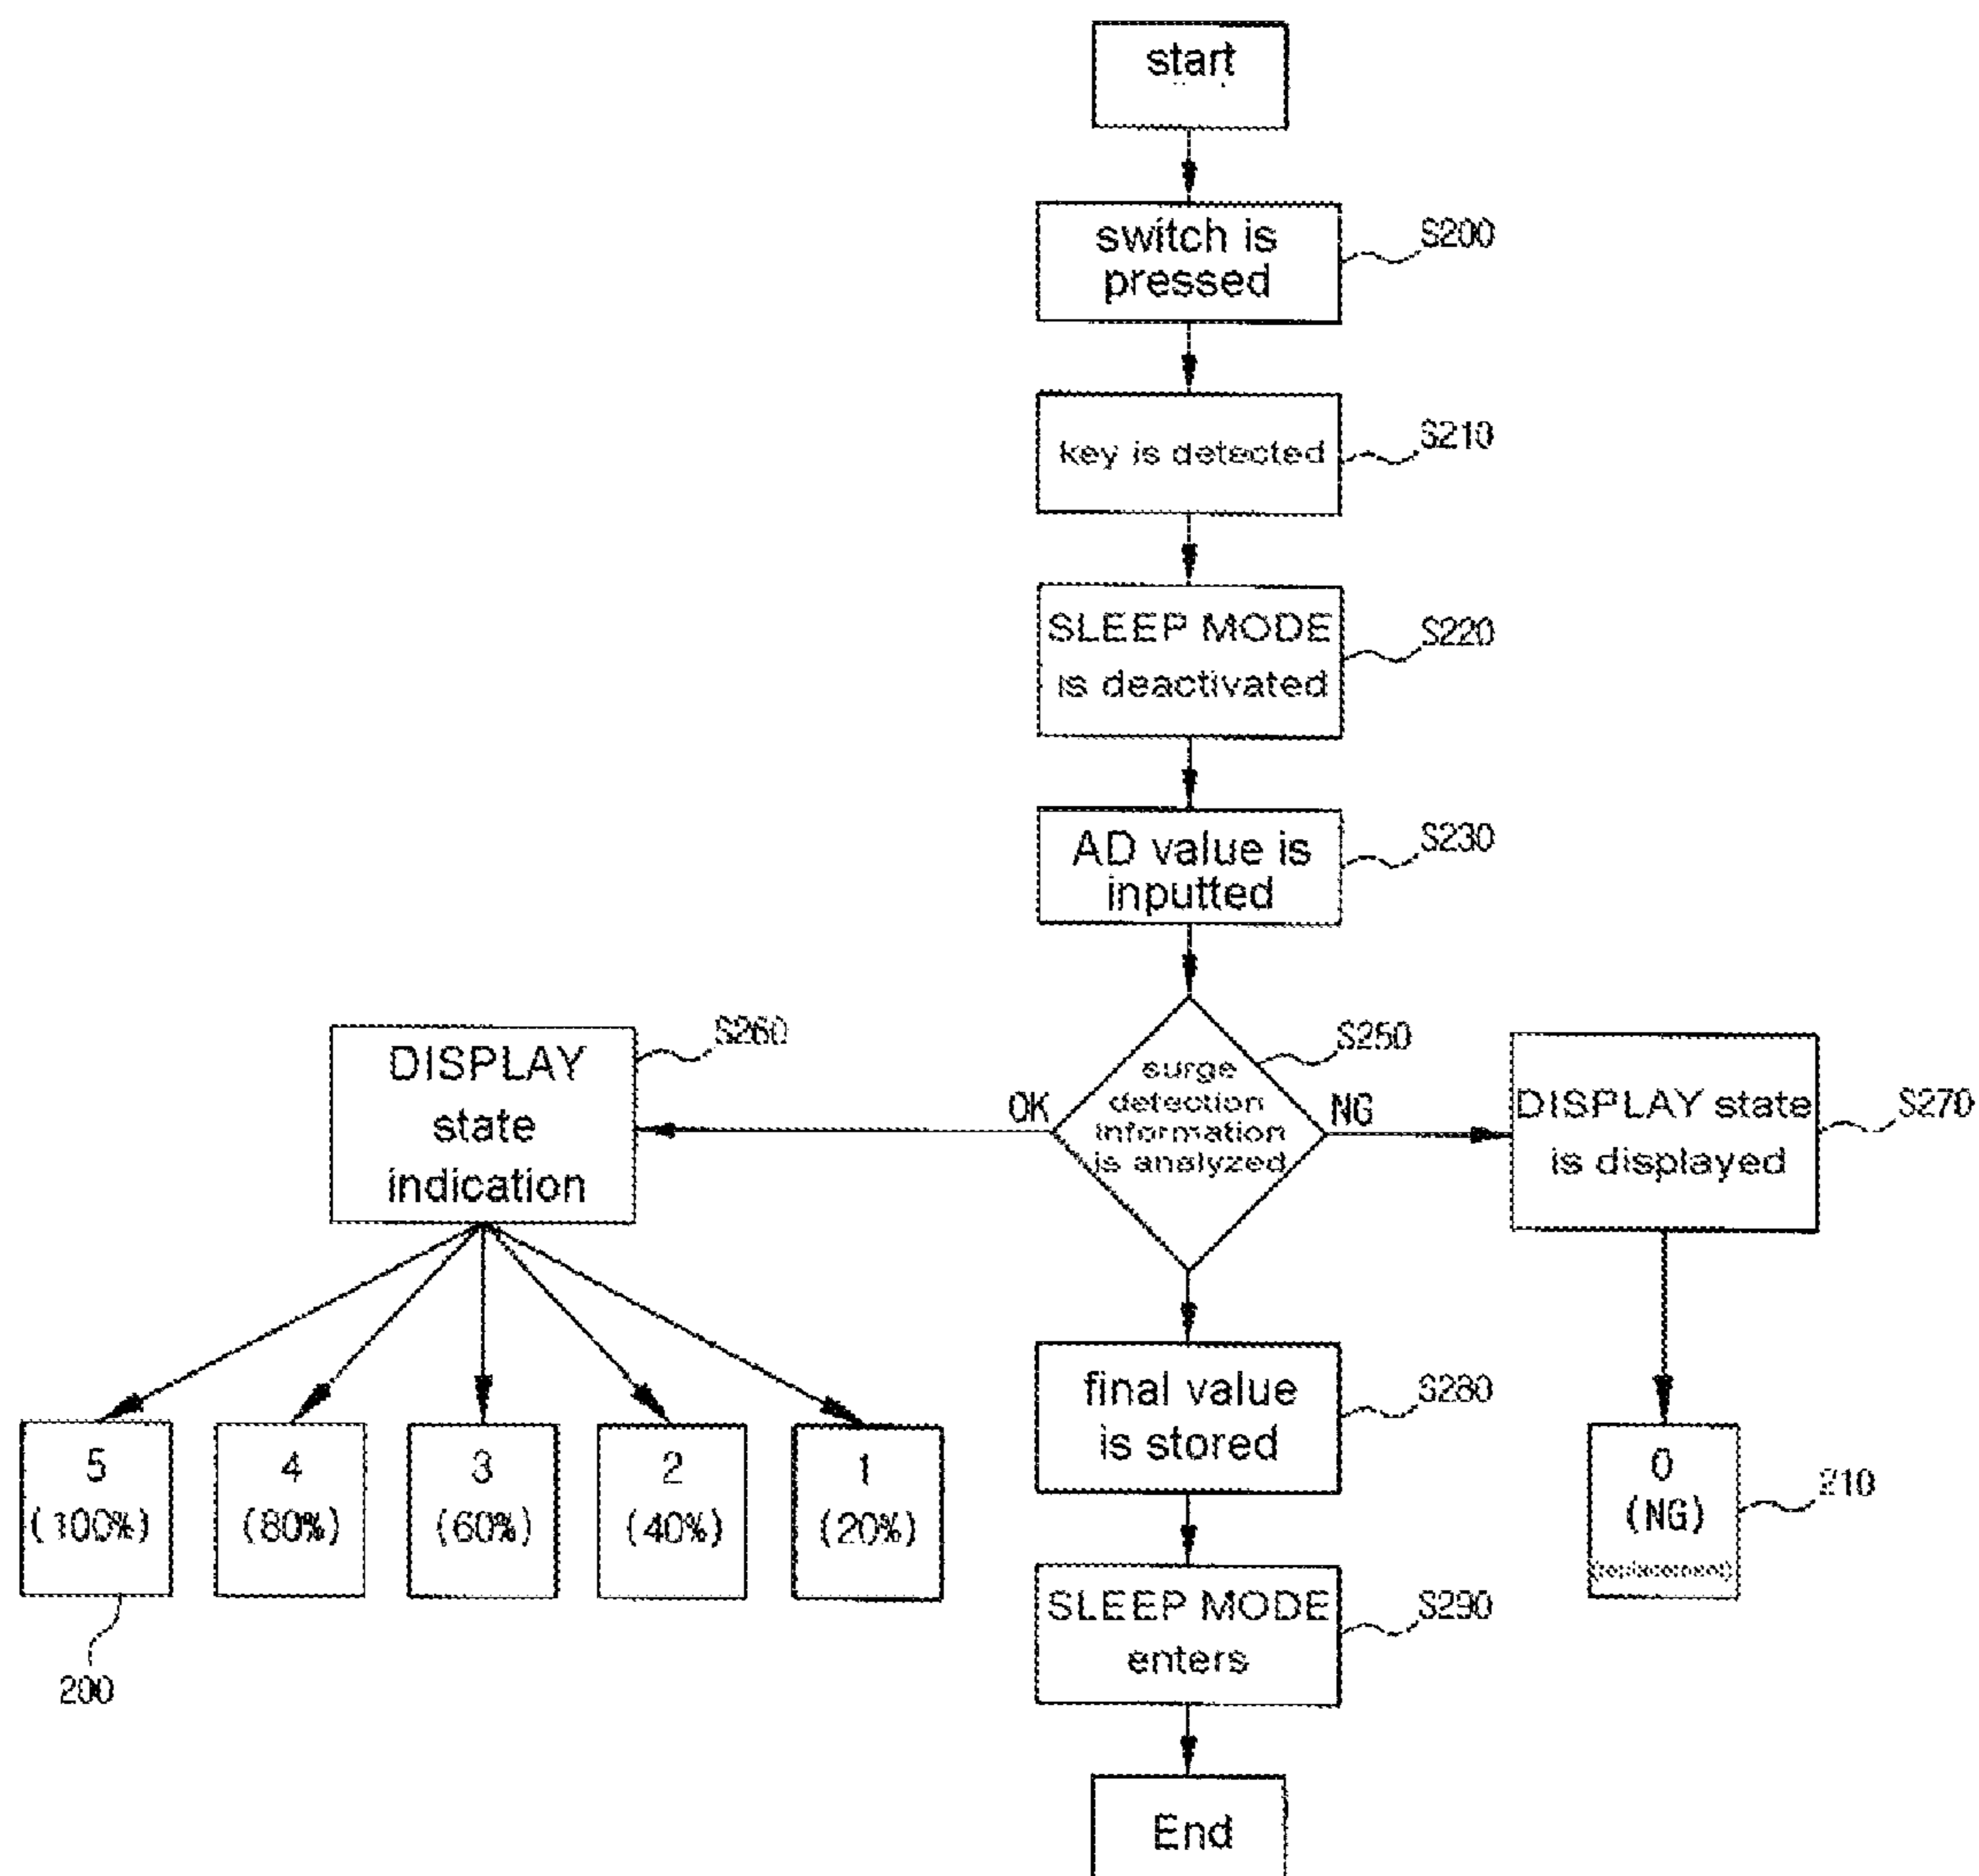 start
switch is
pressed
S200
key is detected
S210
SLEEP MODE
is deactivated
S220
AD value is
inputted
S230
surge
detection
information
is analyzed
S250
OK
NG
DISPLAY
state
indication
S260
DISPLAY state
is displayed
S270
5
(100%)
4
(80%)
3
(60%)
2
(40%)
1
(20%)
200
final value
is stored
S280
0
(NG)
(replacement)
210
SLEEP MODE
enters
S290
End